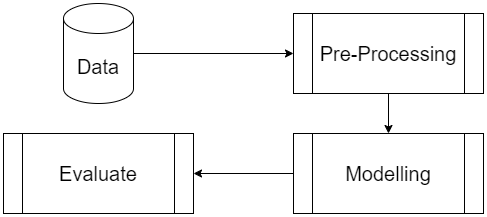 Data
Pre-Processing
Modelling
Evaluate